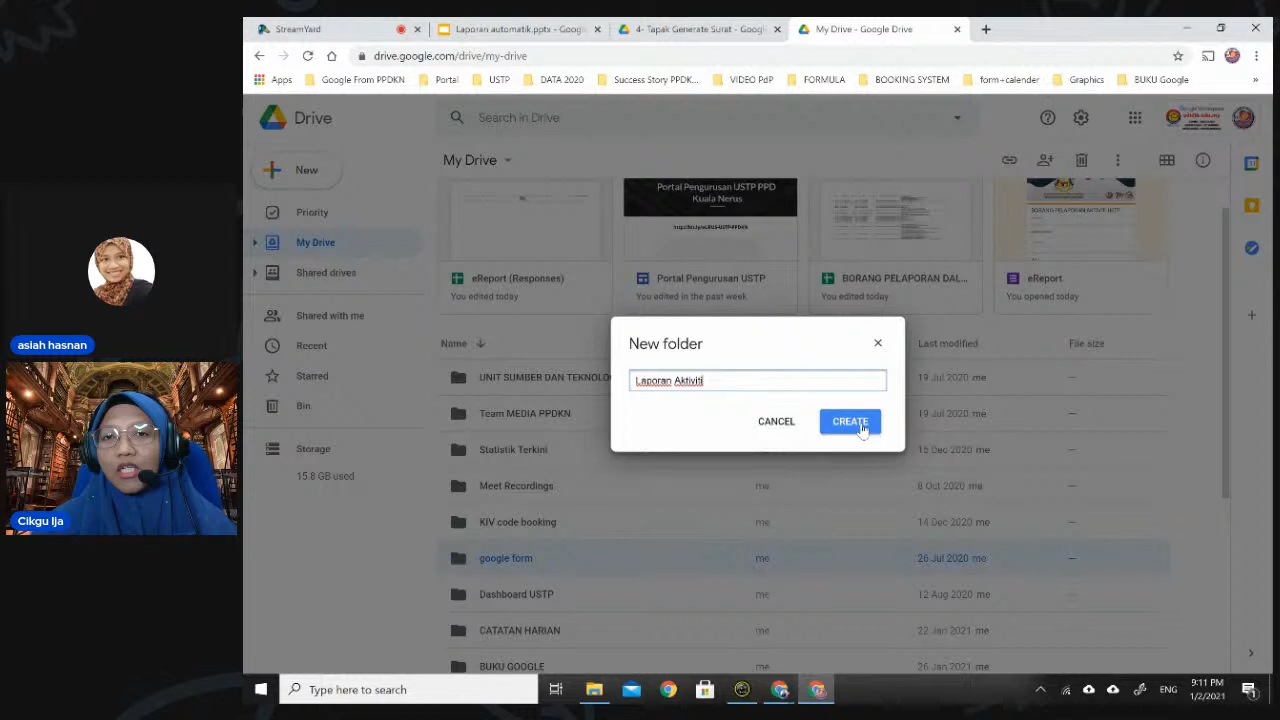 StreamYard
Laporan automatik.pptx - Googl
4- Tapak Generate Surat - Googl
My Drive - Google Drive
drive.google.com/drive/my-drive
Apps
Google From PPDKN
Portal
USTP
DATA 2020
Success Story PPDK...
VIDEO PdP
FORMULA
BOOKING SYSTEM
form+calender
Graphics
BUKU Google
»
Drive
Search in Drive
New
My Drive
Priority
My Drive
Shared drives
Shared with me
Recent
Starred
Bin
Storage
15.8 GB used
Portal Pengurusan USTP PPD
Kuala Nerus
BORANG PELAPORAN AKTIVITI USTP
eReport (Responses)
You edited today
Portal Pengurusan USTP
You edited in the past week
BORANG PELAPORAN DAL...
You edited today
eReport
You opened today
Name
Last modified
File size
UNIT SUMBER DAN TEKNOLO
19 Jul 2020 me
—
Team MEDIA PPDKN
19 Jul 2020 me
—
Statistik Terkini
15 Dec 2020 me
—
Meet Recordings
me
8 Oct 2020 me
—
KIV code booking
me
14 Dec 2020 me
—
google form
me
26 Jul 2020 me
—
Dashboard USTP
me
12 Aug 2020 me
—
CATATAN HARIAN
me
22 Jan 2021 me
—
BUKU GOOGLE
me
26 Jan 2021 me
—
New folder
Laporan Aktiviti
CANCEL
CREATE
asiah hasnan
Cikgu Ija
Type here to search
ENG
9:11 PM
1/2/2021